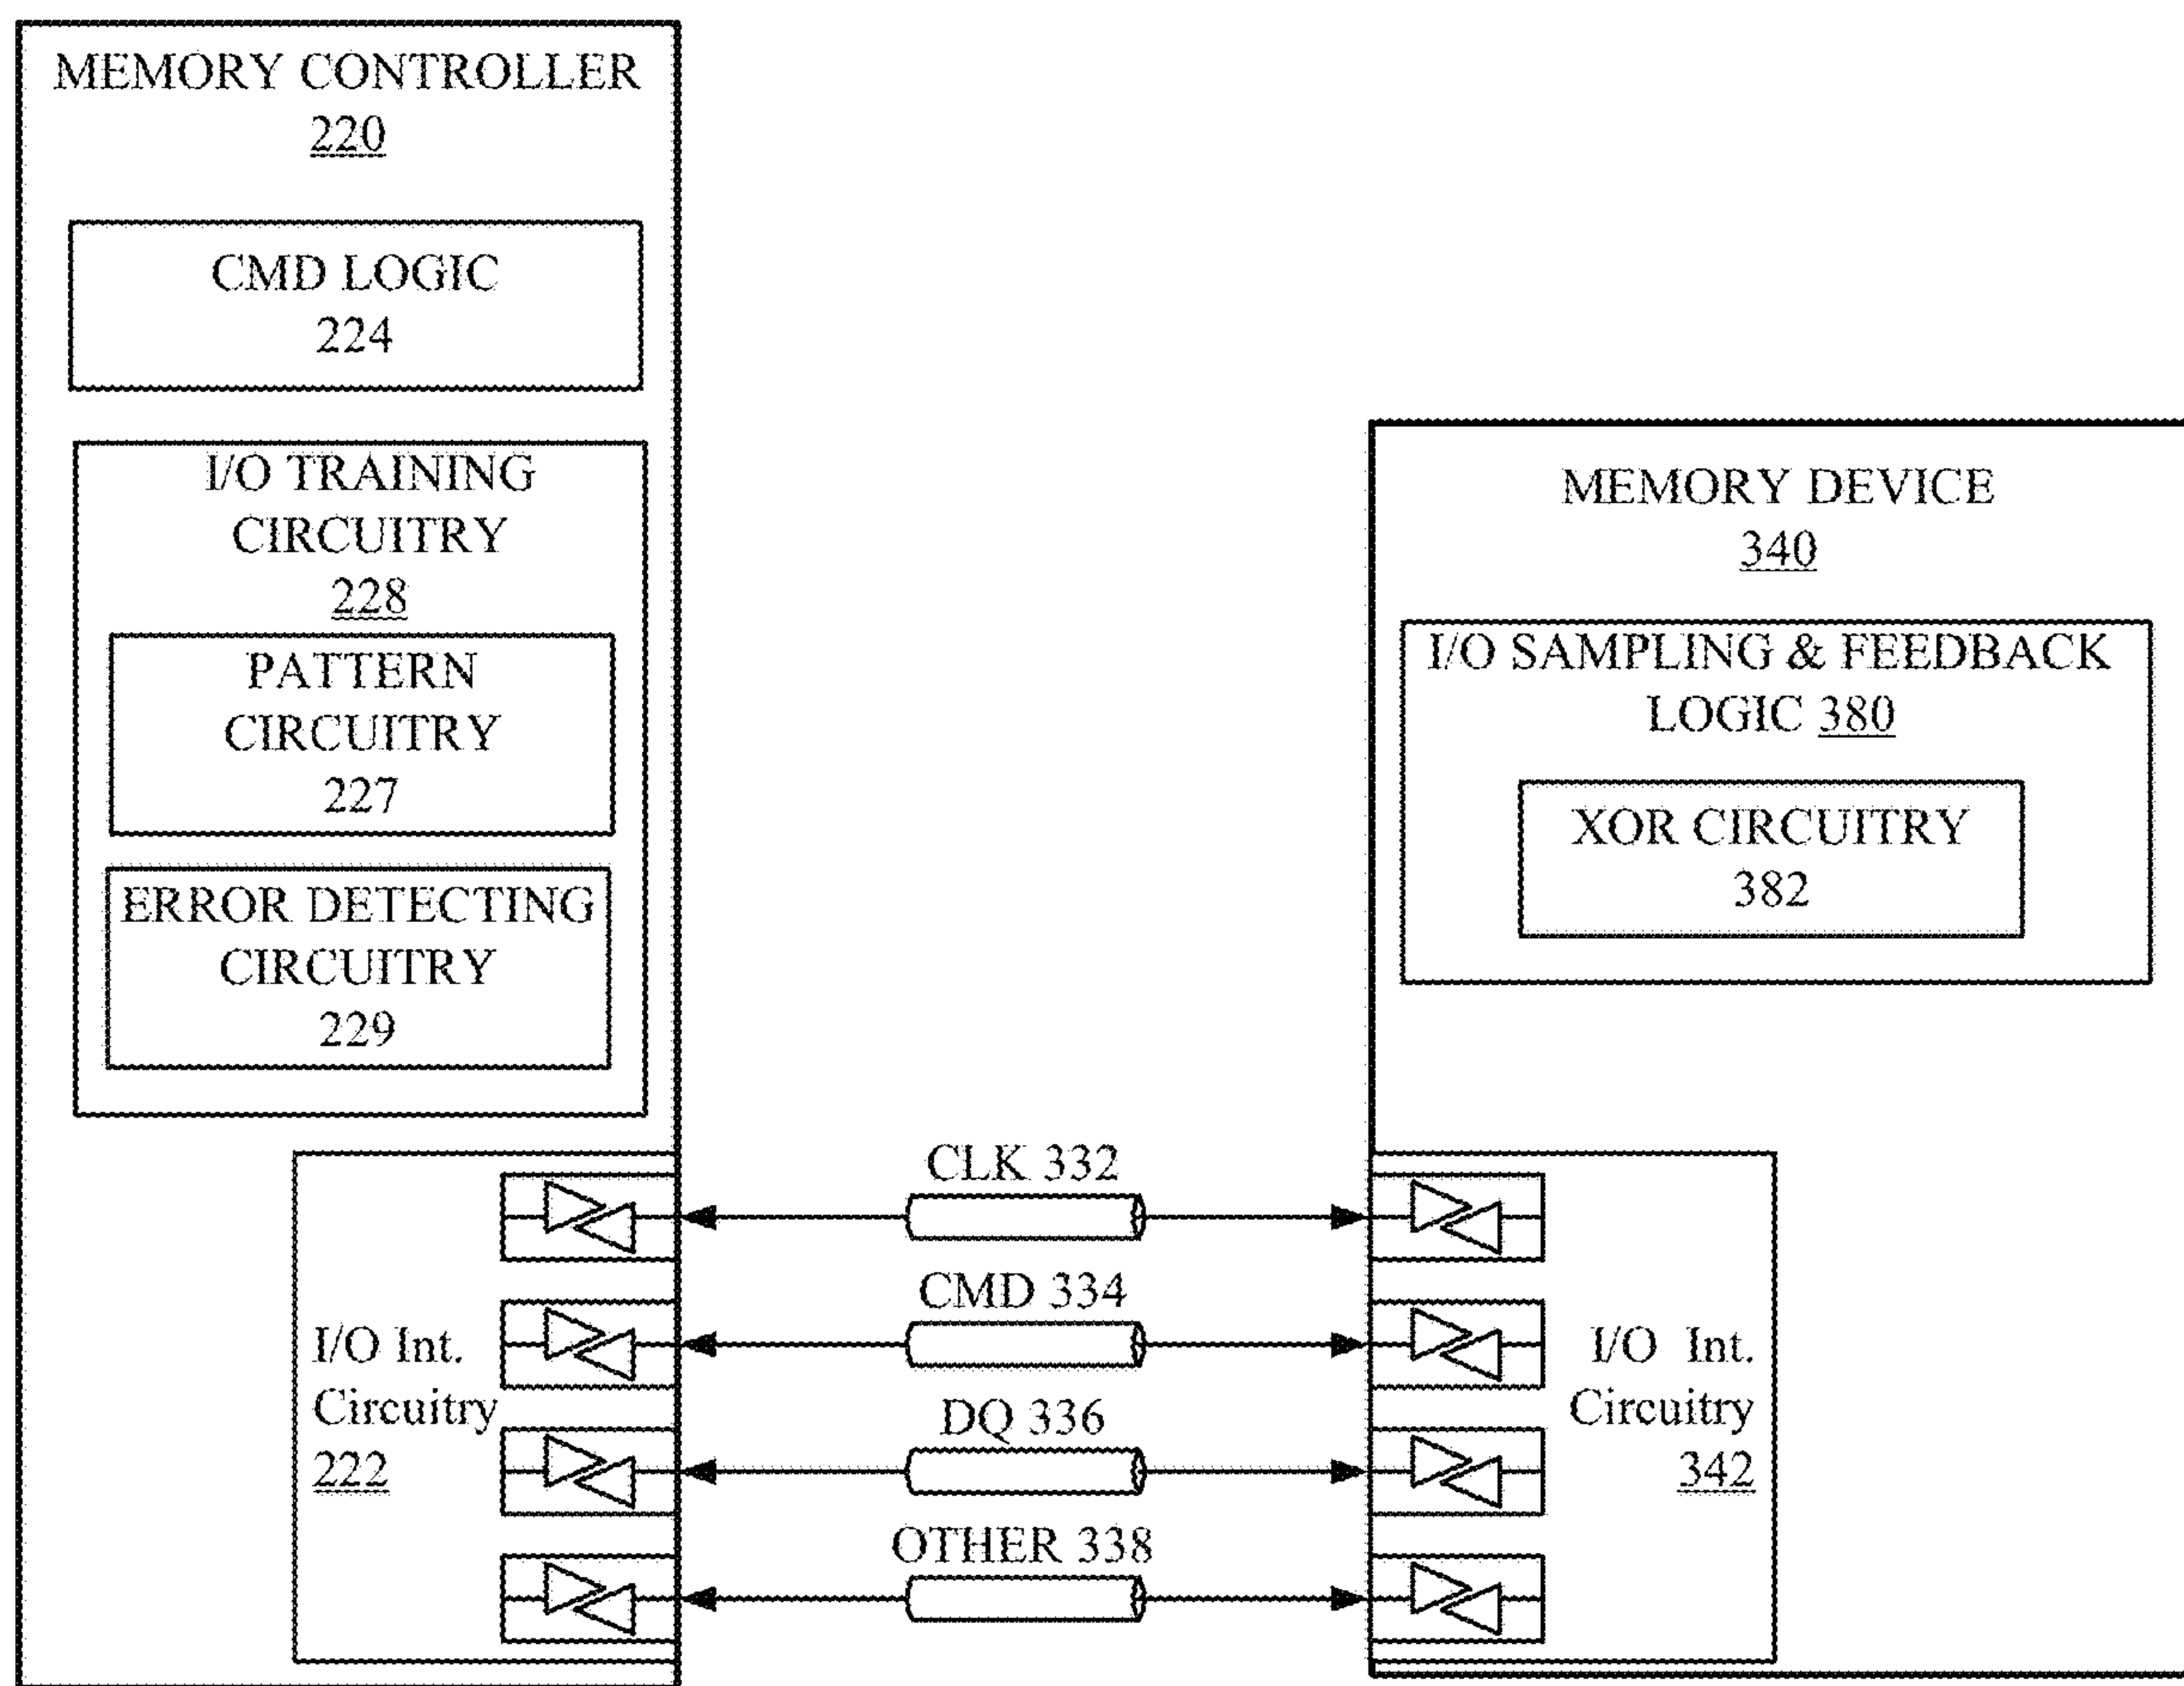 MEMORY CONTROLLER
220
CMD LOGIC
224
I/O TRAINING
CIRCUITRY
228
PATTERN
CIRCUITRY
227
ERROR DETECTING
CIRCUITRY
229
I/O Int.
Circuitry
222
CLK 332
CMD 334
DQ 336
OTHER 338
MEMORY DEVICE
340
I/O SAMPLING & FEEDBACK
LOGIC 380
XOR CIRCUITRY
382
I/O Int.
Circuitry
342